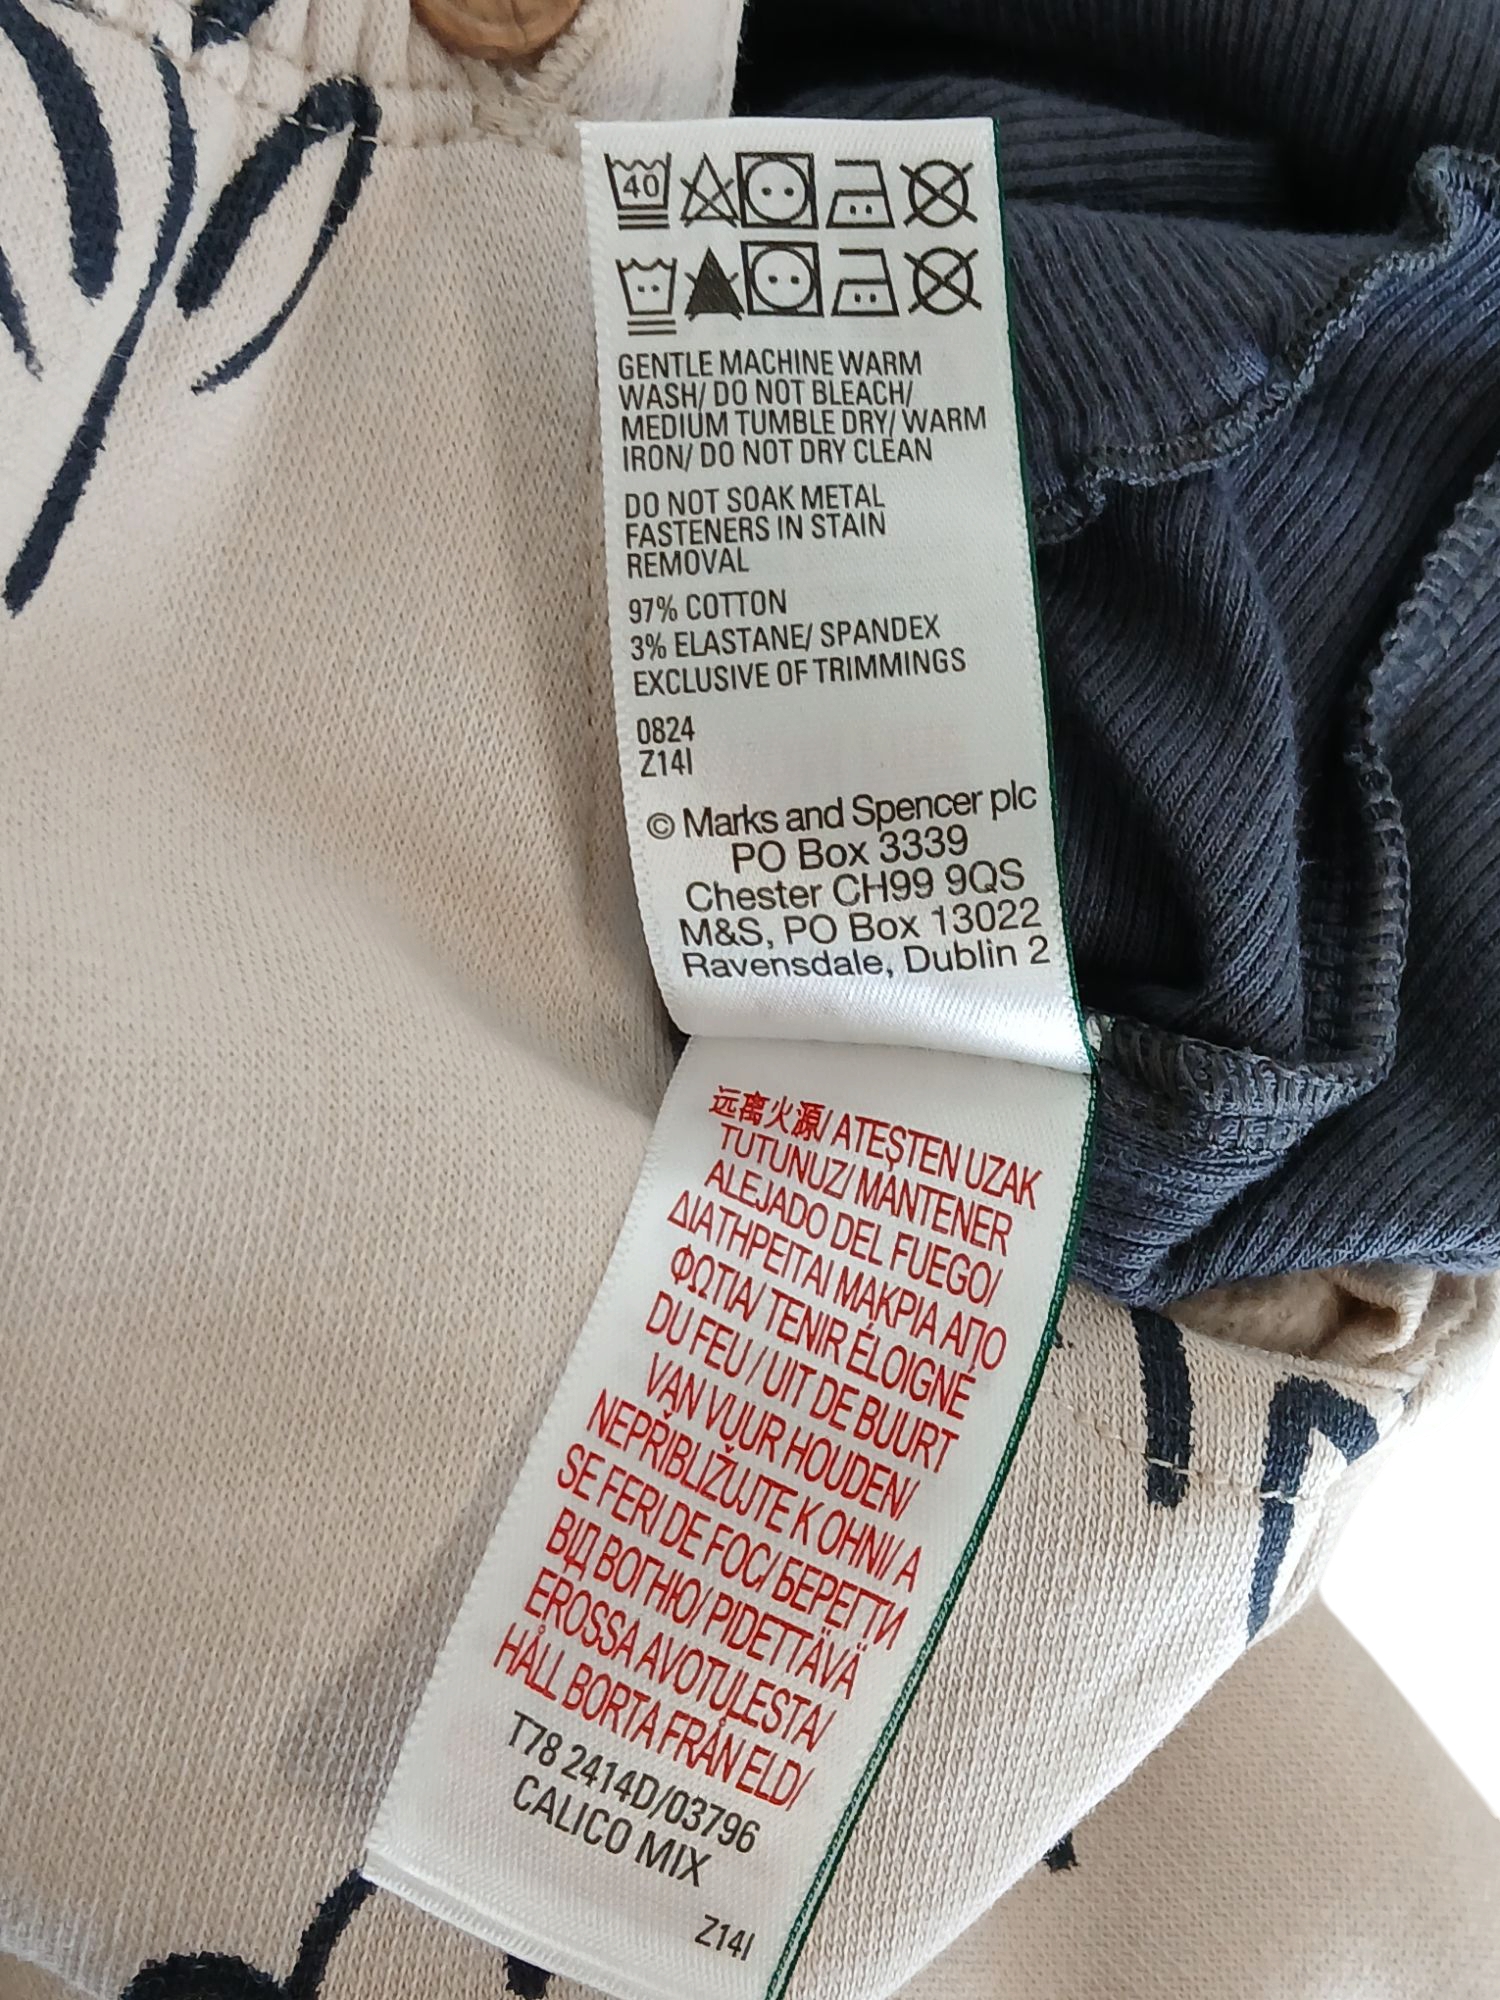 40
GENTLE MACHINE WARM
WASH/ DO NOT BLEACH/
MEDIUM TUMBLE DRY/ WARM
IRON/ DO NOT DRY CLEAN
DO NOT SOAK METAL
FASTENERS IN STAIN
REMOVAL
97% COTTON
3% ELASTANE/ SPANDEX
EXCLUSIVE OF TRIMMINGS
0824
Z14I
© Marks and Spencer plc
PO Box 3339
Chester CH99 9QS
M&S, PO Box 13022
Ravensdale, Dublin 2
远离火源/ ATEŞTEN UZAK
TUTUNUZ/ MANTENER
ALEJADO DEL FUEGO/
ΔΙΑΤΗΡΕΙΤΑΙ ΜΑΚΡΙΑ ΑΠΟ
ΦΩΤΙΑ/ TENIR ÉLOIGNÉ
DU FEU / UIT DE BUURT
VAN VUUR HOUDEN/
NEPŘIBLIŽUJTE K OHNI/ A
SE FERI DE FOC/ БЕРЕГТИ
ВІД ВОГНЮ/ PIDETTÄVÄ
EROSSA AVOTULESTA/
HÅLL BORTA FRÅN ELD/
T78 2414D/03796
CALICO MIX
Z14I